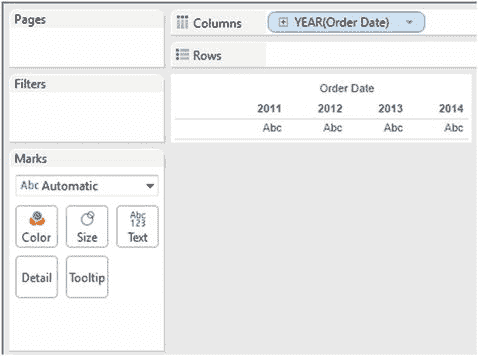 Pages
Columns
YEAR(Order Date)
Rows
Filters
Order Date
2011 2012 2013 2014
Abc Abc Abc Abc
Marks
Abc Automatic
Abc
123
Color Size Text
Detail Tooltip